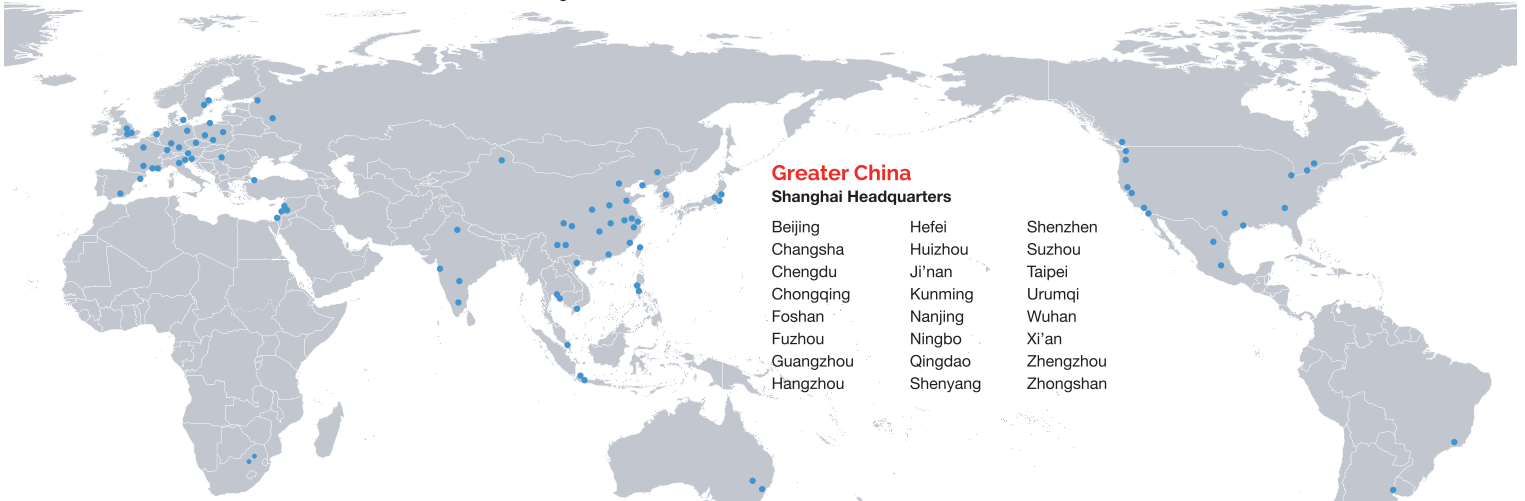 Greater China
Shanghai Headquarters
Beijing
Changsha
Chengdu
Chongqing
Foshan
Fuzhou
Guangzhou
Hangzhou
Hefei
Huizhou
Ji’nan
Kunming
Nanjing
Ningbo
Qingdao
Shenyang
Shenzhen
Suzhou
Taipei
Urumqi
Wuhan
Xi’an
Zhengzhou
Zhongshan